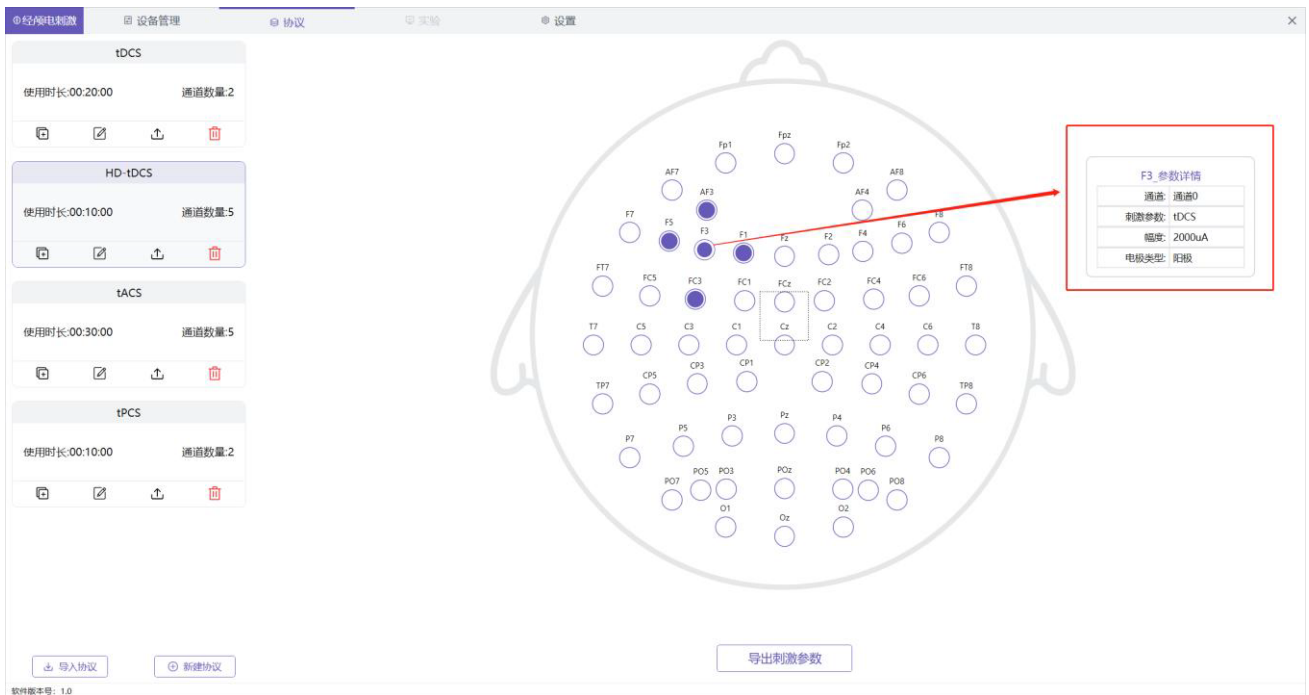 经颅电刺激
设备管理
协议
实验
设置
tDCS
使用时长:00:20:00 通道数量:2
HD-tDCS
使用时长:00:10:00 通道数量:5
tACS
使用时长:00:30:00 通道数量:5
tPCS
使用时长:00:10:00 通道数量:2
导入协议
新建协议
软件版本号: 1.0
Fpz
Fp1 Fp2
AF7 AF8
AF3 AF4
F7 F5 F3 F1 Fz F2 F4 F6 F8
FT7 FC5 FC3 FC1 FCz FC2 FC4 FC6 FT8
T7 C5 C3 C1 Cz C2 C4 C6 T8
TP7 CP5 CP3 CP1 CP2 CP4 CP6 TP8
P7 P5 P3 Pz P4 P6 P8
PO7 PO5 PO3 POz PO4 PO6 PO8
O1 Oz O2
导出刺激参数
F3_参数详情
通道: 通道0
刺激参数: tDCS
幅度: 2000uA
电极类型: 阳极